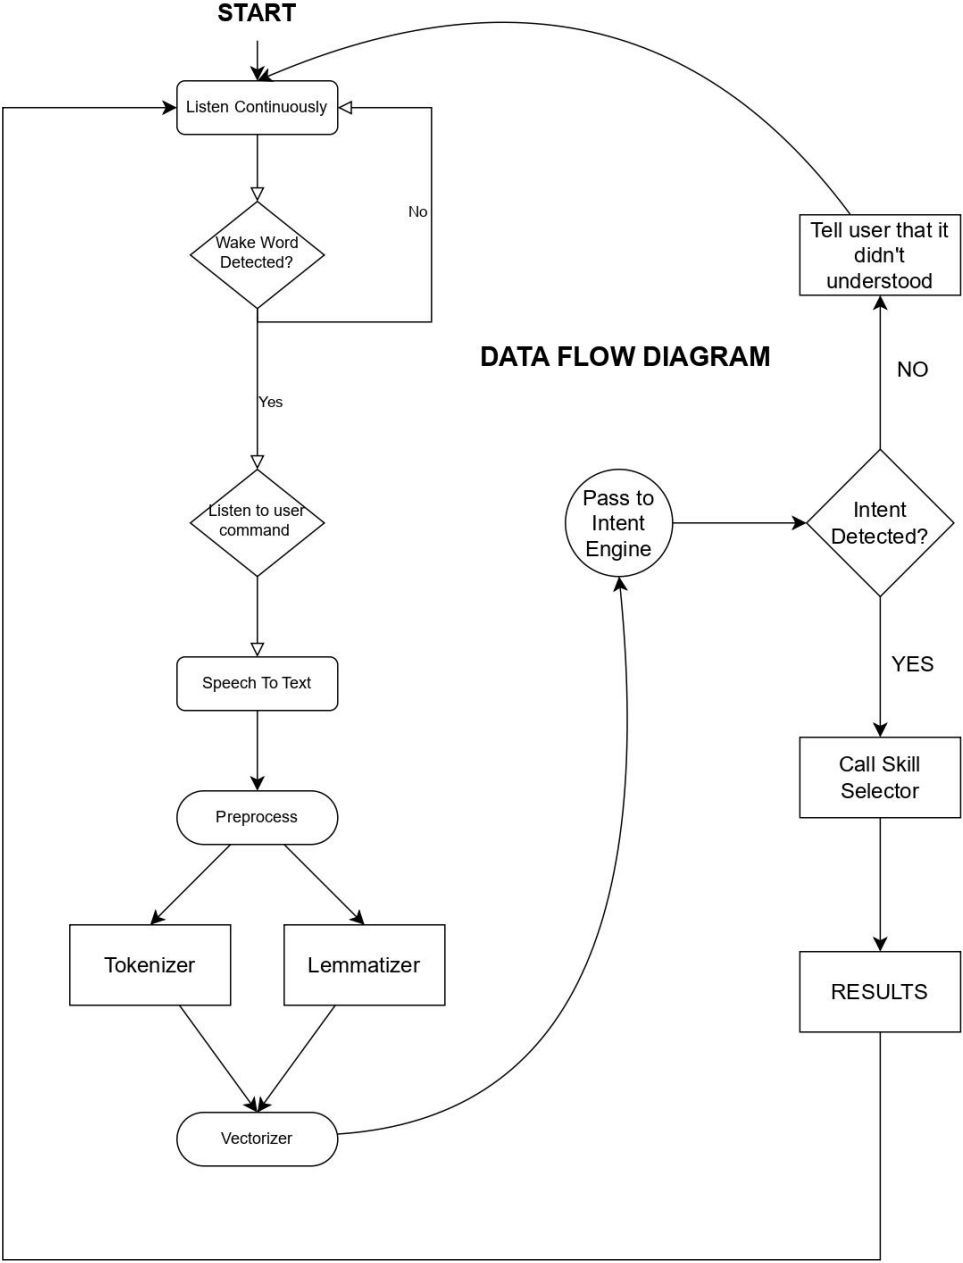 START
Listen Continuously
No
Wake Word
Detected?
Yes
Listen to user
command
Speech To Text
Preprocess
Tokenizer
Lemmatizer
Vectorizer
DATA FLOW DIAGRAM
Pass to
Intent
Engine
Intent
Detected?
NO
Tell user that it
didn't
understood
YES
Call Skill
Selector
RESULTS